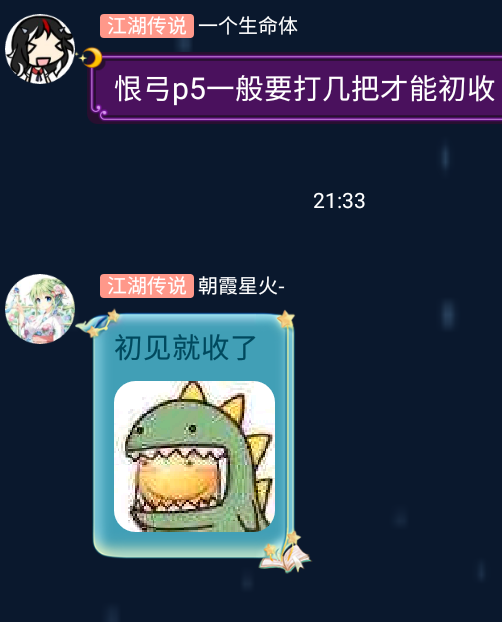 江湖传说 一个生命体
恨弓p5一般要打几把才能初收
21:33
江湖传说 朝霞星火-
初见就收了